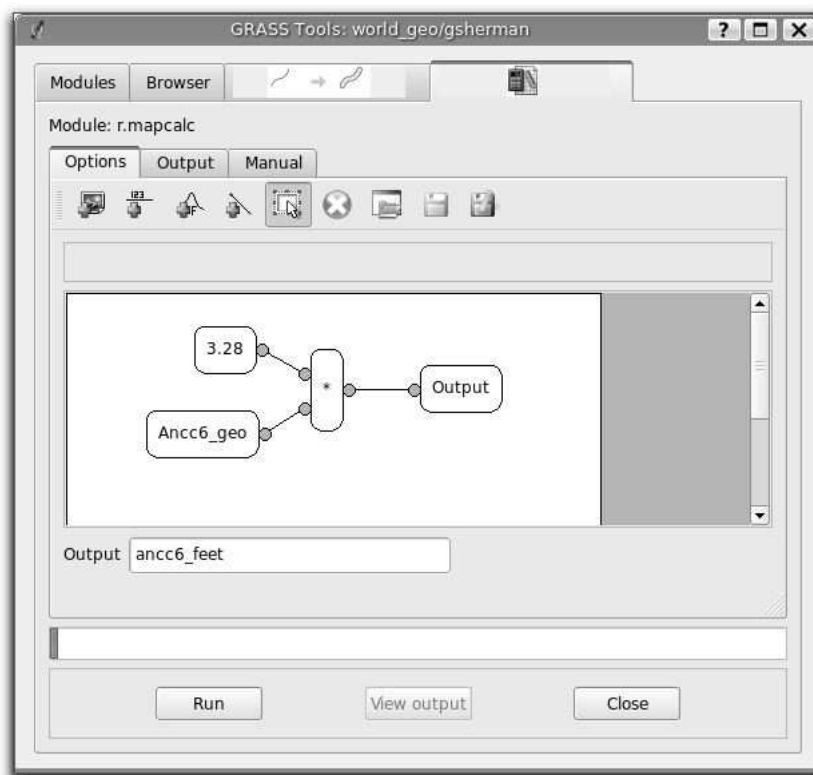 GRASS Tools: world_geo/gsherman
?
Modules Browser
Module: r.mapcalc
Options Output Manual
123
F
3.28
*
Output
Ancc6_geo
Output ancc6_feet
Run View output Close